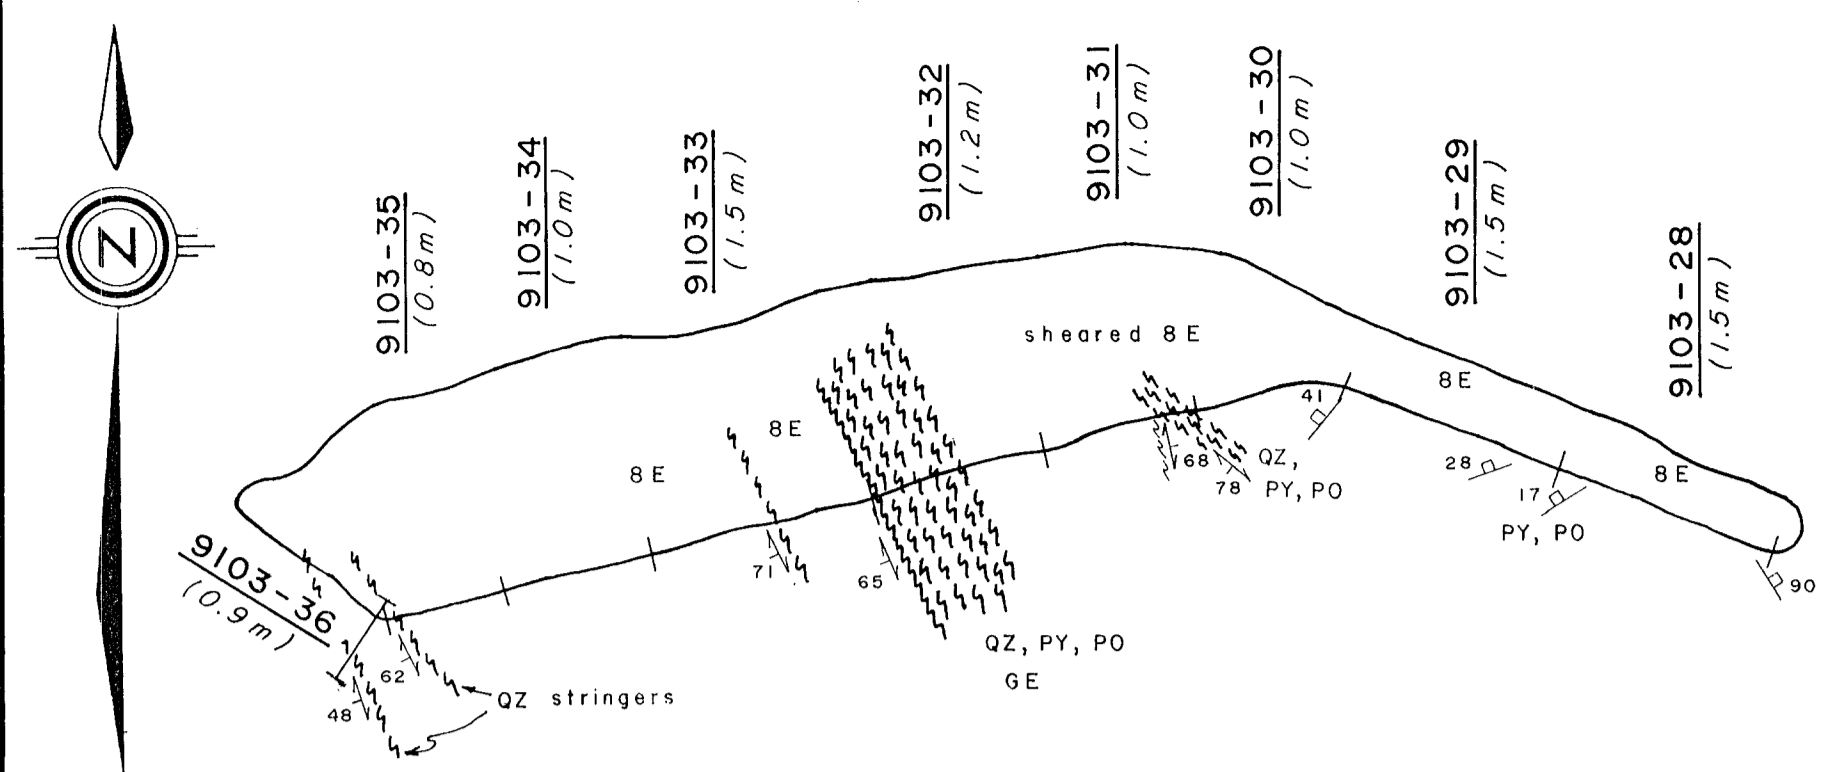 N
9103-35
(0.8m)
9103-34
(1.0m)
9103-33
(1.5m)
9103-32
(1.2m)
9103-31
(1.0m)
9103-30
(1.0m)
9103-29
(1.5m)
9103-28
(1.5m)
sheared 8E
8E
8E
8E
8E
41
68
QZ,
78
PY, PO
28
17
PY, PO
90
9103-36
(0.9m)
71
65
QZ, PY, PO
GE
62
48
QZ stringers